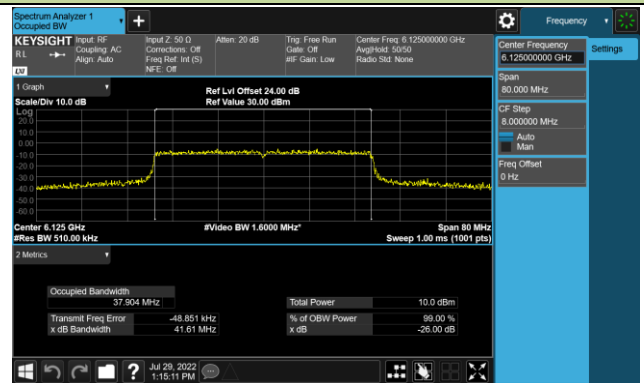 Spectrum Analyzer 1
Occupied BW
+
Frequency
KEYSIGHT
RL
LXI
Input: RF
Coupling: AC
Align: Auto
Input Z: 50 Ω
Corrections: Off
Freq Ref: Int (S)
NFE: Off
Atten: 20 dB
Trig: Free Run
Gate: Off
#IF Gain: Low
Center Freq: 6.125000000 GHz
Avg|Hold: 50/50
Radio Std: None
Center Frequency
6.125000000 GHz
Settings
Span
80.000 MHz
CF Step
8.000000 MHz
Auto
Man
Freq Offset
0 Hz
1 Graph
Scale/Div 10.0 dB
Ref Lvl Offset 24.00 dB
Ref Value 30.00 dBm
Log
20.0
10.0
0.00
-10.0
-20.0
-30.0
-40.0
-50.0
-60.0
Center 6.125 GHz
#Video BW 1.6000 MHz*
Span 80 MHz
#Res BW 510.00 kHz
Sweep 1.00 ms (1001 pts)
2 Metrics
Occupied Bandwidth
37.904 MHz
Total Power 10.0 dBm
Transmit Freq Error -48.851 kHz
% of OBW Power 99.00 %
x dB Bandwidth 41.61 MHz
x dB -26.00 dB
?
Jul 29, 2022
1:15:11 PM